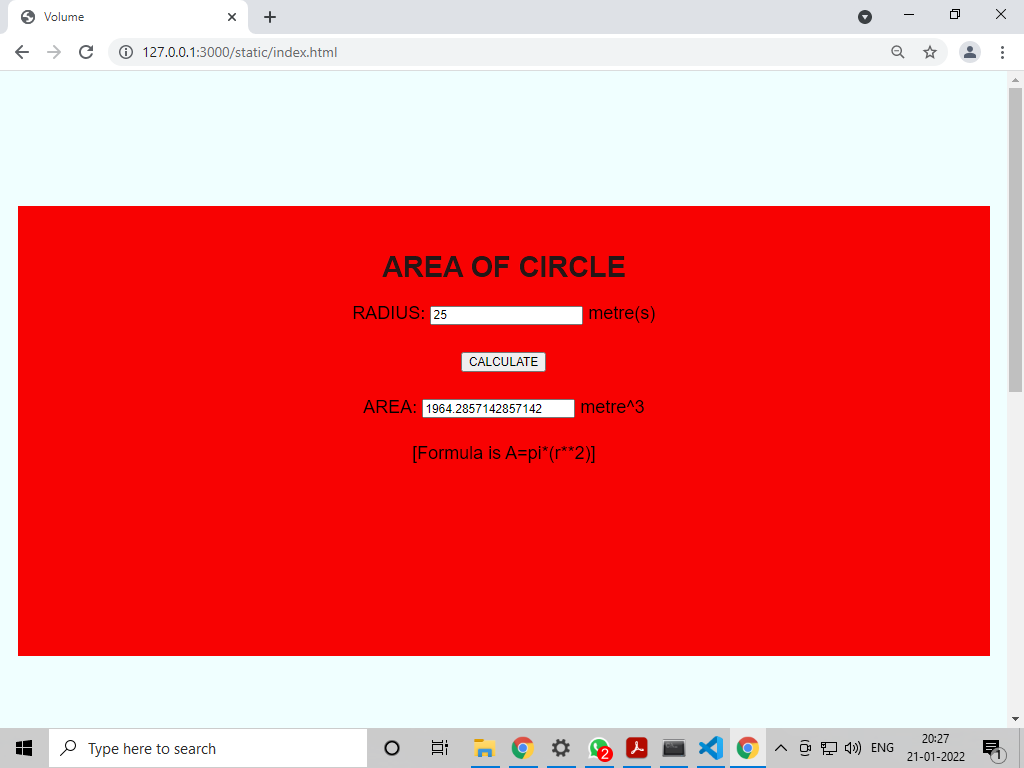 Volume
127.0.0.1:3000/static/index.html
AREA OF CIRCLE
RADIUS: 25 metre(s)
CALCULATE
AREA: 1964.2857142857142 metre^3
[Formula is A=pi*(r**2)]
Type here to search
2
ENG
20:27
21-01-2022
1